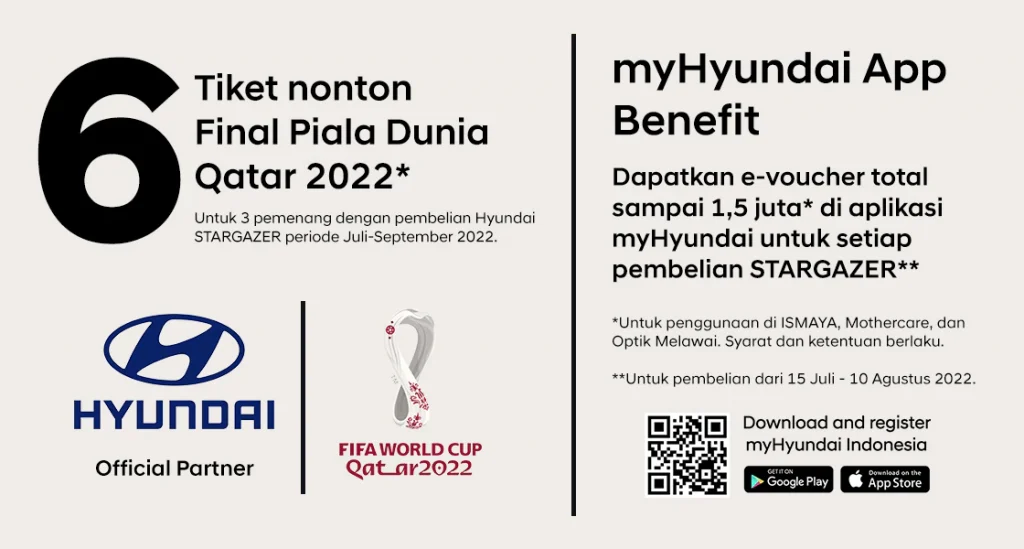 6
Tiket nonton
Final Piala Dunia
Qatar 2022*
Untuk 3 pemenang dengan pembelian Hyundai
STARGAZER periode Juli-September 2022.
HYUNDAI
Official Partner
FIFA WORLD CUP
Qatar2022
myHyundai App
Benefit
Dapatkan e-voucher total
sampai 1,5 juta* di aplikasi
myHyundai untuk setiap
pembelian STARGAZER**
*Untuk penggunaan di ISMAYA, Mothercare, dan
Optik Melawai. Syarat dan ketentuan berlaku.
**Untuk pembelian dari 15 Juli - 10 Agustus 2022.
Download and register
myHyundai Indonesia
GET IT ON
Google Play
Download on the
App Store